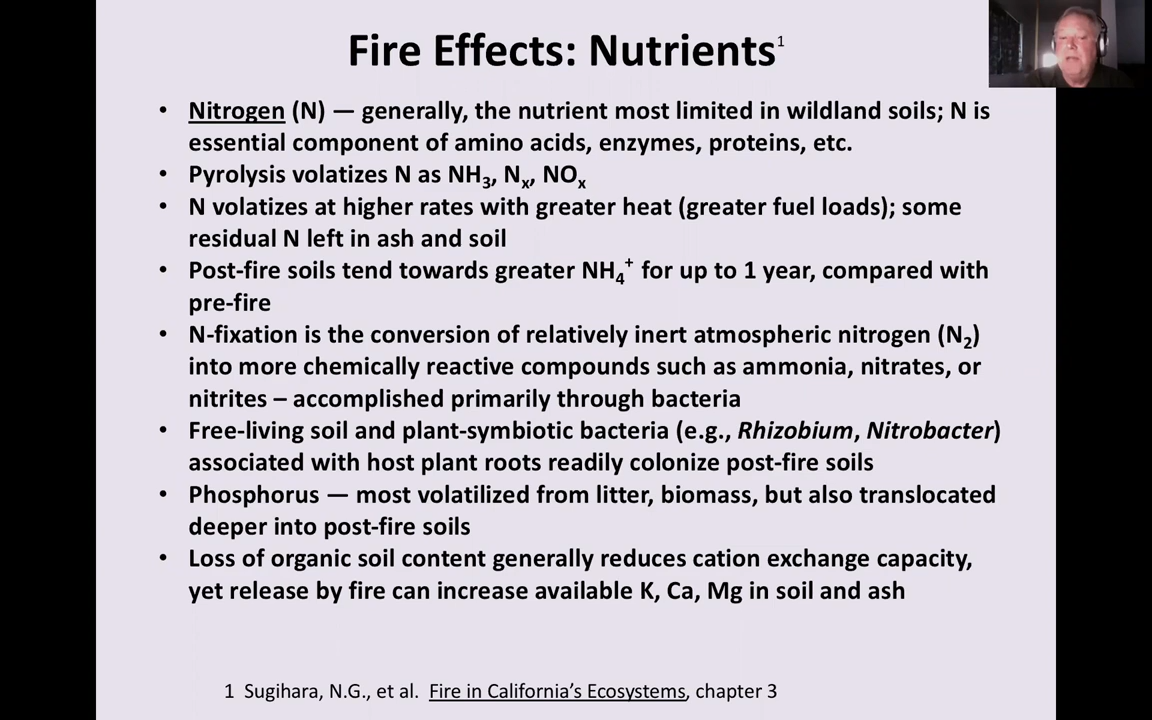 Fire Effects: Nutrients¹
• Nitrogen (N) — generally, the nutrient most limited in wildland soils; N is
essential component of amino acids, enzymes, proteins, etc.
• Pyrolysis volatizes N as NH₃, Nₓ, NOₓ
• N volatizes at higher rates with greater heat (greater fuel loads); some
residual N left in ash and soil
• Post-fire soils tend towards greater NH₄⁺ for up to 1 year, compared with
pre-fire
• N-fixation is the conversion of relatively inert atmospheric nitrogen (N₂)
into more chemically reactive compounds such as ammonia, nitrates, or
nitrites – accomplished primarily through bacteria
• Free-living soil and plant-symbiotic bacteria (e.g., Rhizobium, Nitrobacter)
associated with host plant roots readily colonize post-fire soils
• Phosphorus — most volatilized from litter, biomass, but also translocated
deeper into post-fire soils
• Loss of organic soil content generally reduces cation exchange capacity,
yet release by fire can increase available K, Ca, Mg in soil and ash
1 Sugihara, N.G., et al. Fire in California’s Ecosystems, chapter 3